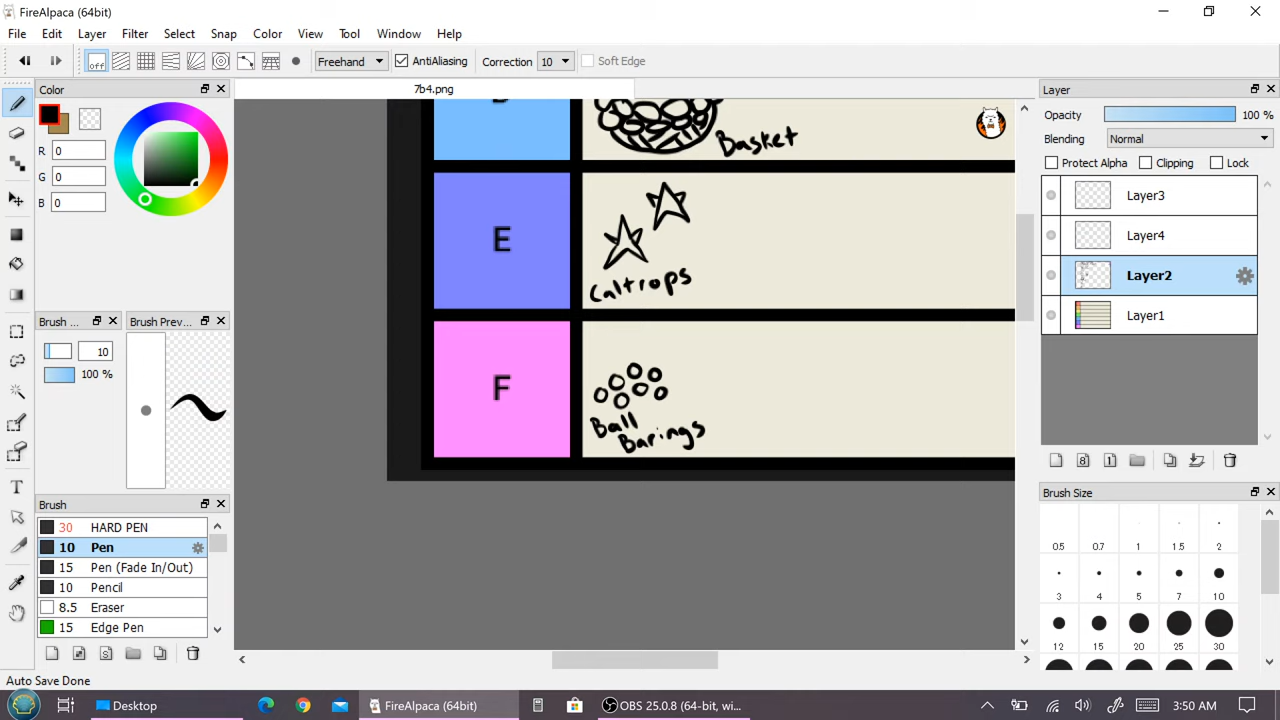 FireAlpaca (64bit)
File Edit Layer Filter Select Snap Color View Tool Window Help
off Freehand AntiAliasing Correction 10 Soft Edge
Color
R 0
G 0
B 0
Brush ...
Brush Prev...
10
100 %
Brush
30 HARD PEN
10 Pen
15 Pen (Fade In/Out)
10 Pencil
8.5 Eraser
15 Edge Pen
Auto Save Done
7b4.png
Basket
E
Caltrops
F
Ball
Barings
Layer
Opacity 100 %
Blending Normal
Protect Alpha Clipping Lock
Layer3
Layer4
Layer2
Layer1
8 1
Brush Size
0.5 0.7 1 1.5 2
3 4 5 7 10
12 15 20 25 30
Desktop
FireAlpaca (64bit)
OBS 25.0.8 (64-bit, wi...
3:50 AM